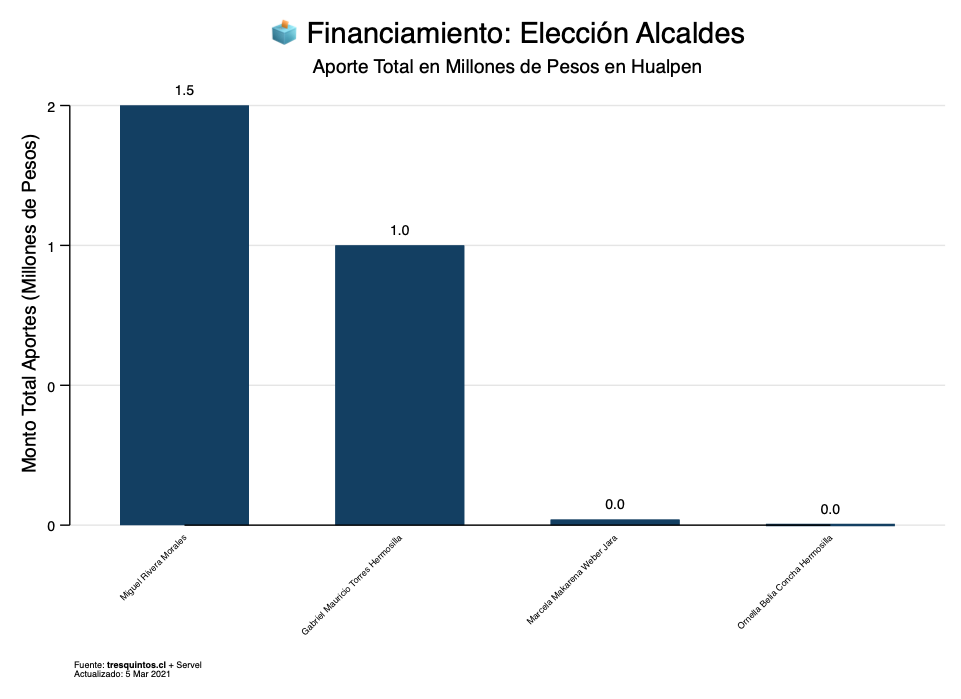 Financiamiento: Elección Alcaldes
Aporte Total en Millones de Pesos en Hualpen
Monto Total Aportes (Millones de Pesos)
2
1
0
0
1.5
1.0
0.0
0.0
Miguel Rivera Morales
Gabriel Mauricio Torres Hermosilla
Marcela Makarena Weber Jara
Ornella Belia Concha Hermosilla
Fuente: tresquintos.cl + Servel
Actualizado: 5 Mar 2021